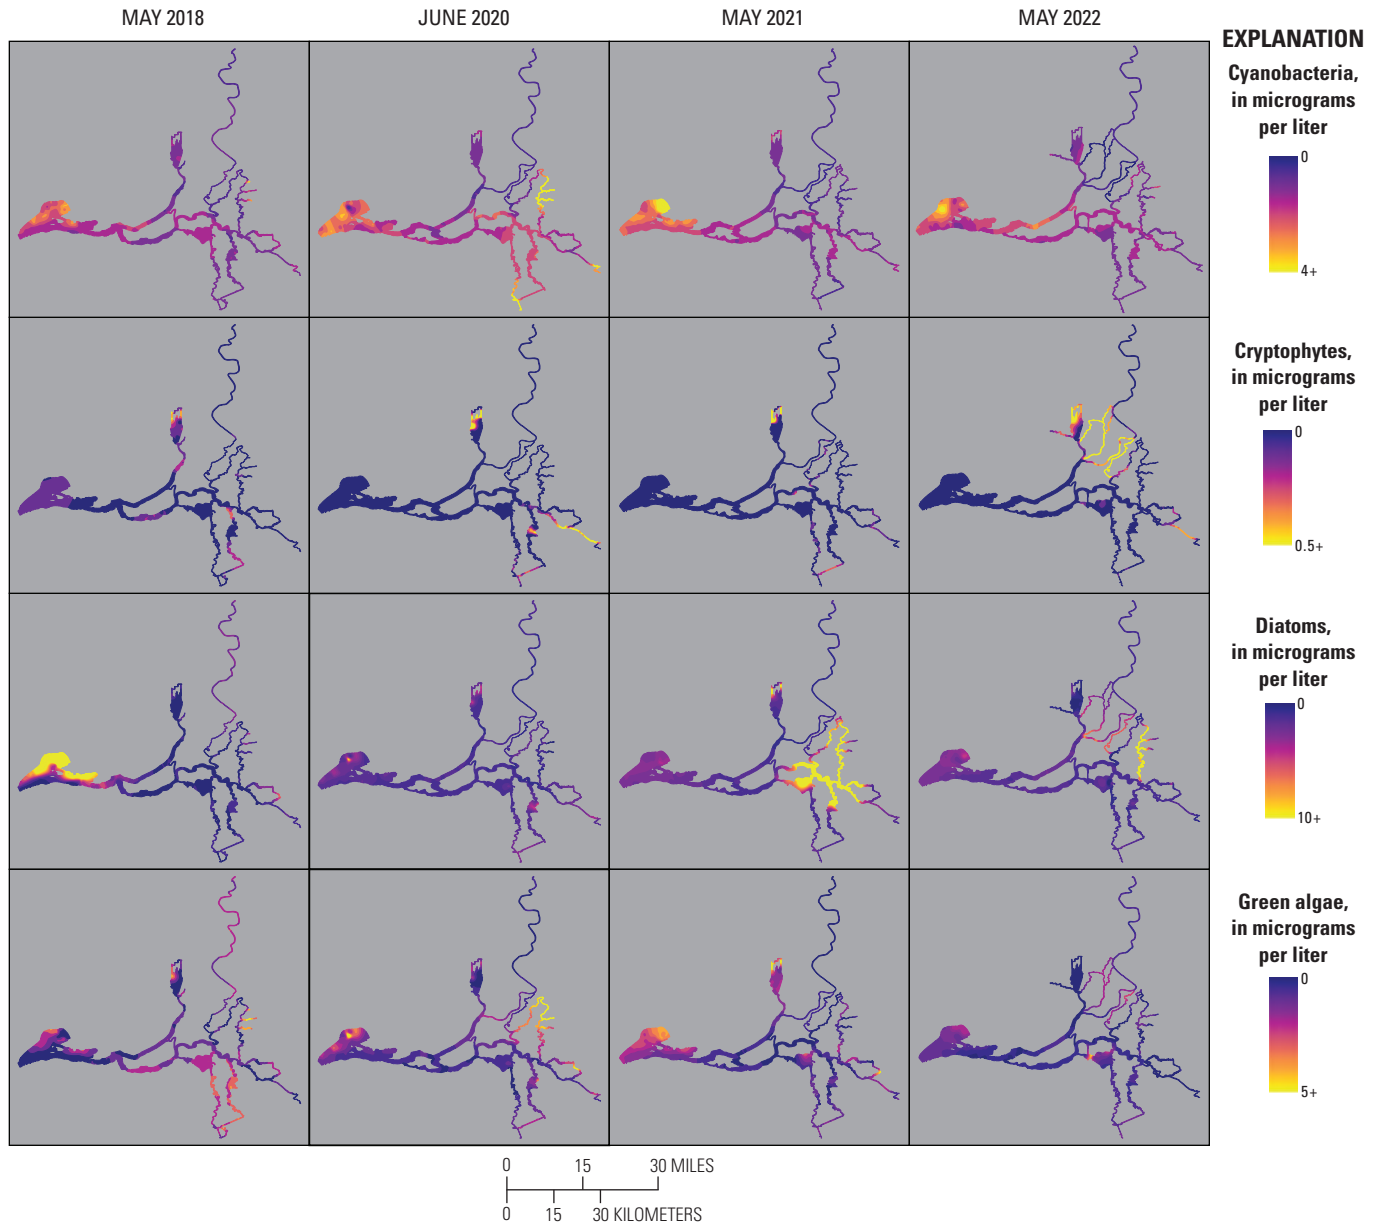 MAY 2018
JUNE 2020
MAY 2021
MAY 2022
EXPLANATION
Cyanobacteria,
in micrograms
per liter
0
4+
Cryptophytes,
in micrograms
per liter
0
0.5+
Diatoms,
in micrograms
per liter
0
10+
Green algae,
in micrograms
per liter
0
5+
0 15 30 MILES
0 15 30 KILOMETERS